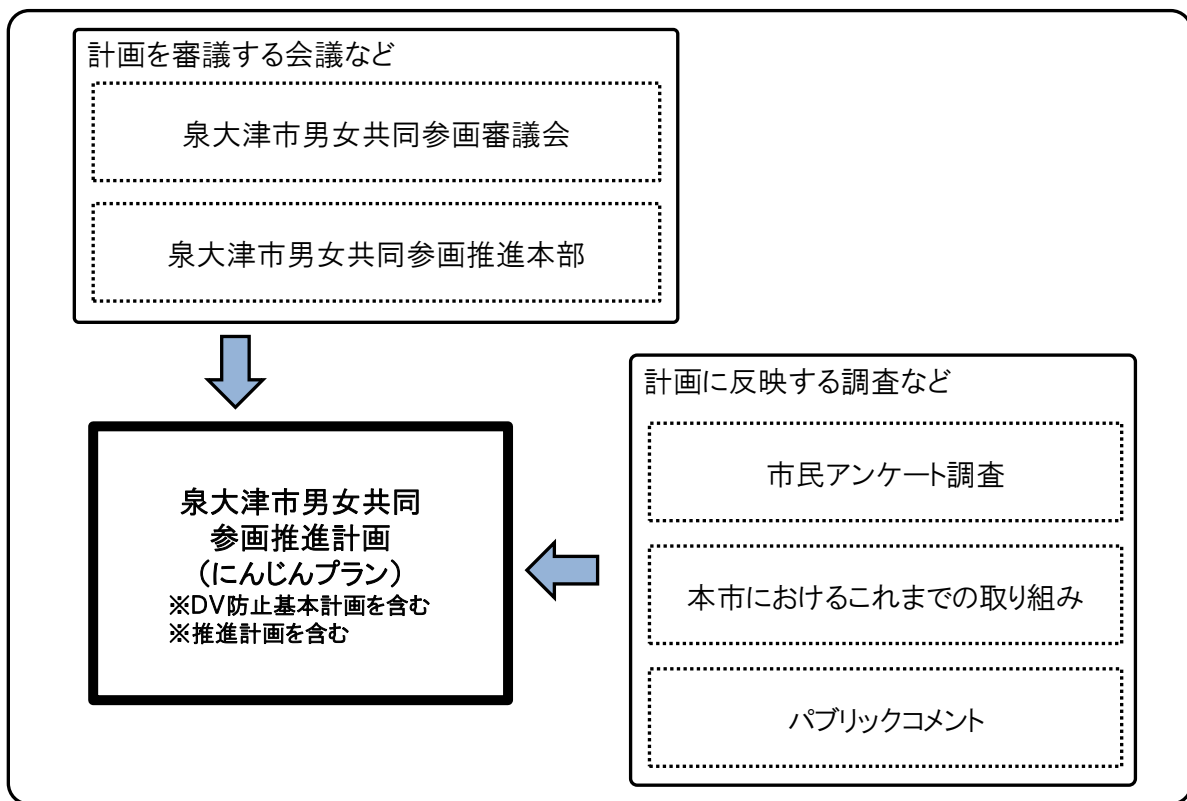 計画を審議する会議など
泉大津市男女共同参画審議会
泉大津市男女共同参画推進本部
計画に反映する調査など
市民アンケート調査
本市におけるこれまでの取り組み
パブリックコメント
泉大津市男女共同
参画推進計画
（にんじんプラン）
※DV防止基本計画を含む
※推進計画を含む